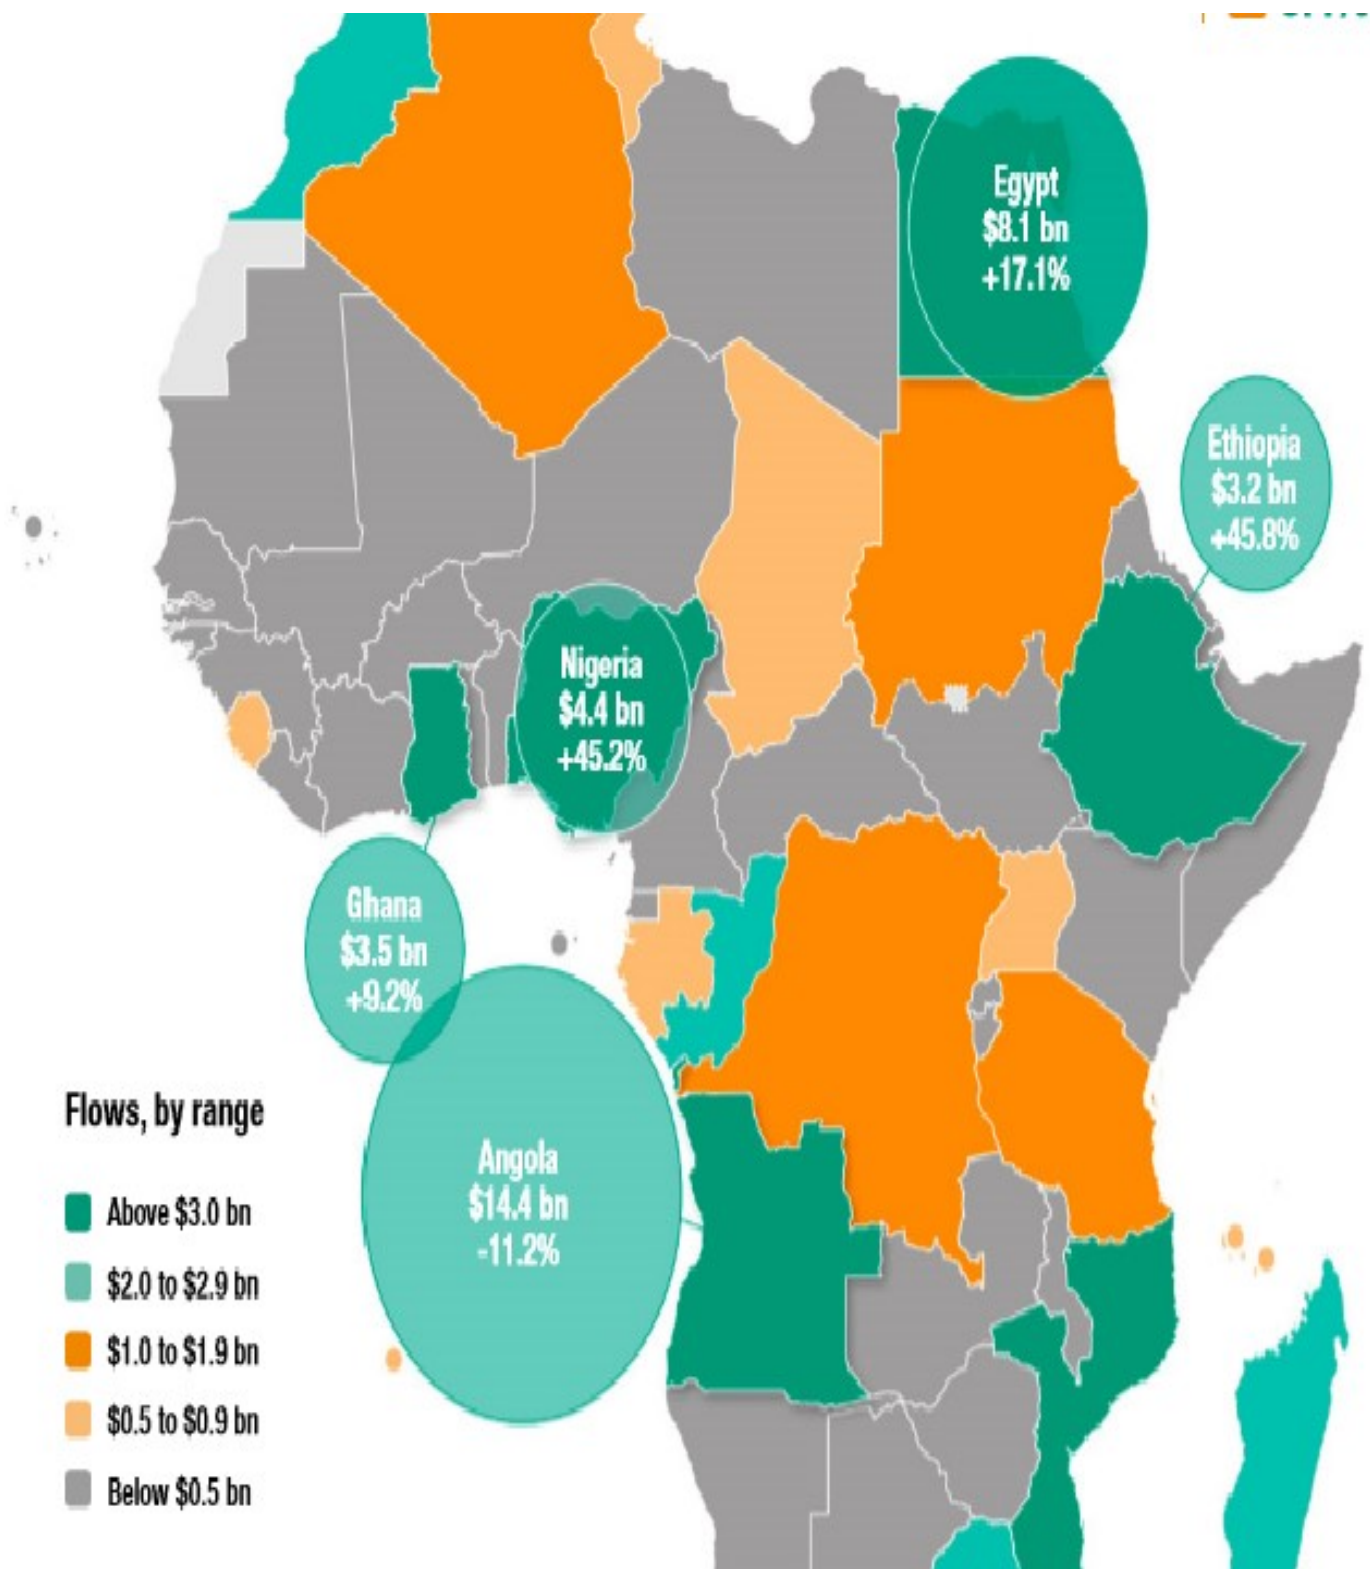 Egypt
$8.1 bn
+17.1%
Ethiopia
$3.2 bn
+45.8%
Nigeria
$4.4 bn
+45.2%
Ghana
$3.5 bn
+9.2%
Angola
$14.4 bn
-11.2%
Flows, by range
Above $3.0 bn
$2.0 to $2.9 bn
$1.0 to $1.9 bn
$0.5 to $0.9 bn
Below $0.5 bn